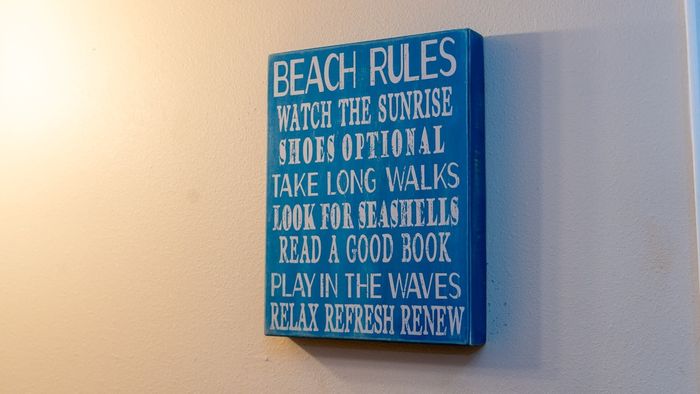 BEACH RULES
WATCH THE SUNRISE
SHOES OPTIONAL
TAKE LONG WALKS
LOOK FOR SEASHELLS
READ A GOOD BOOK
PLAY IN THE WAVES
RELAX REFRESH RENEW